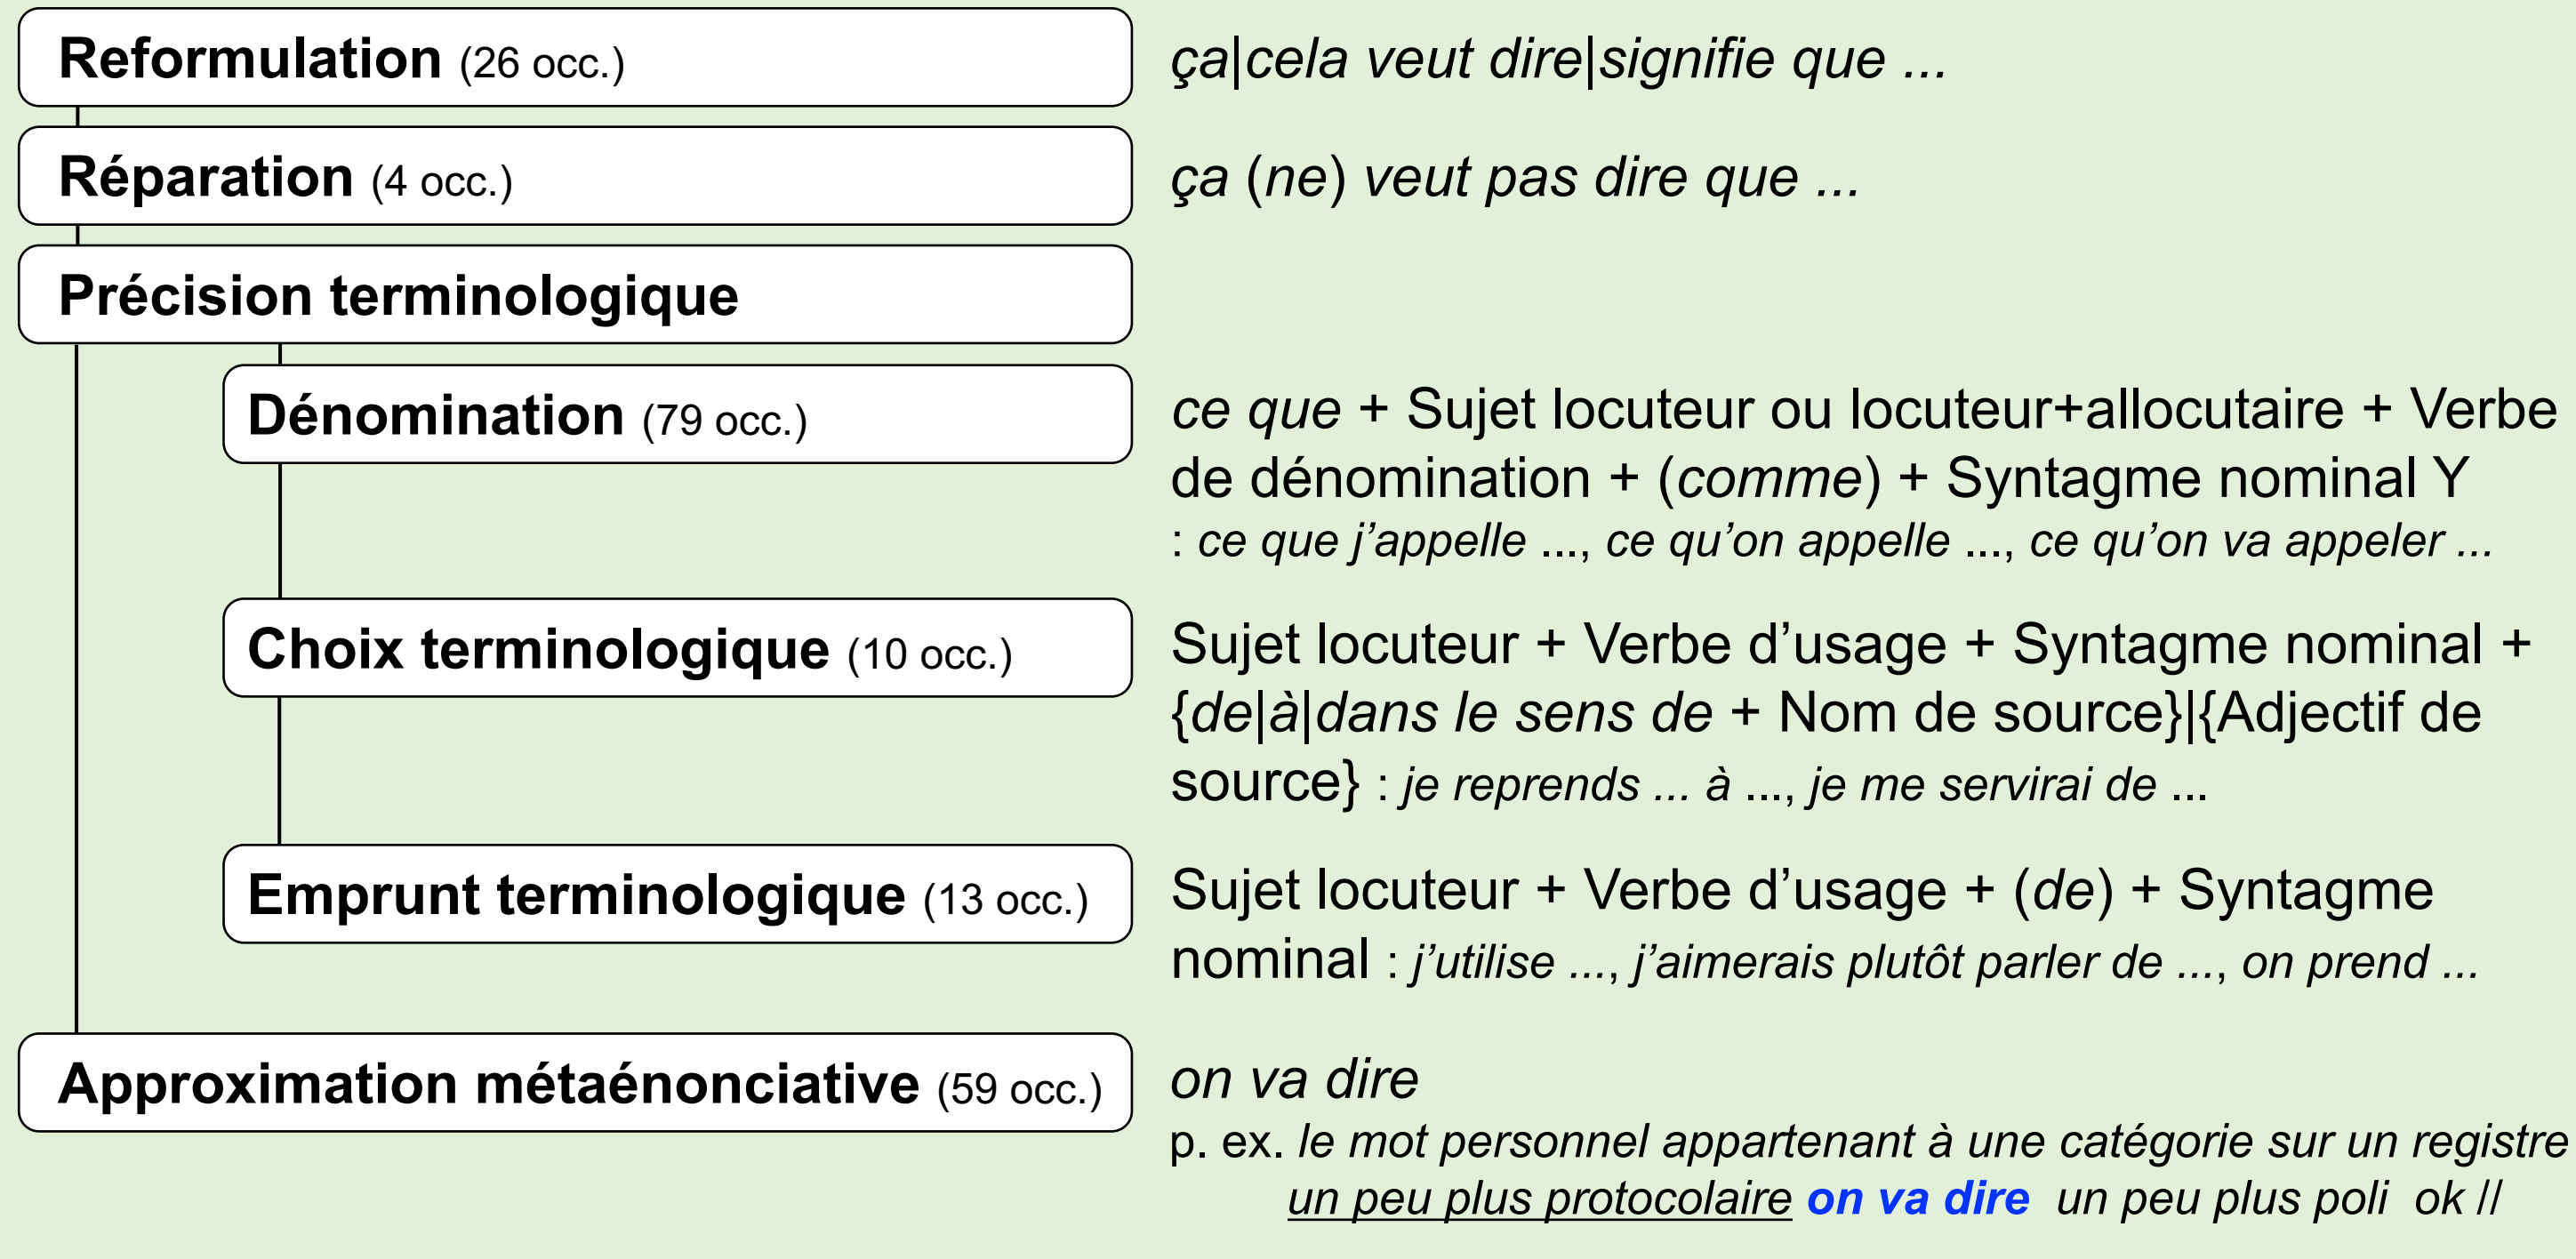 Reformulation (26 occ.)
ça|cela veut dire|signifie que ...
Réparation (4 occ.)
ça (ne) veut pas dire que ...
Précision terminologique
Dénomination (79 occ.)
ce que + Sujet locuteur ou locuteur+allocutaire + Verbe
de dénomination + (comme) + Syntagme nominal Y
: ce que j’appelle ..., ce qu’on appelle ..., ce qu’on va appeler ...
Choix terminologique (10 occ.)
Sujet locuteur + Verbe d’usage + Syntagme nominal +
{de|à|dans le sens de + Nom de source}|{Adjectif de
source} : je reprends ... à ..., je me servirai de ...
Emprunt terminologique (13 occ.)
Sujet locuteur + Verbe d’usage + (de) + Syntagme
nominal : j’utilise ..., j’aimerais plutôt parler de ..., on prend ...
Approximation métaénonciative (59 occ.)
on va dire
p. ex. le mot personnel appartenant à une catégorie sur un registre
un peu plus protocolaire on va dire un peu plus poli ok //